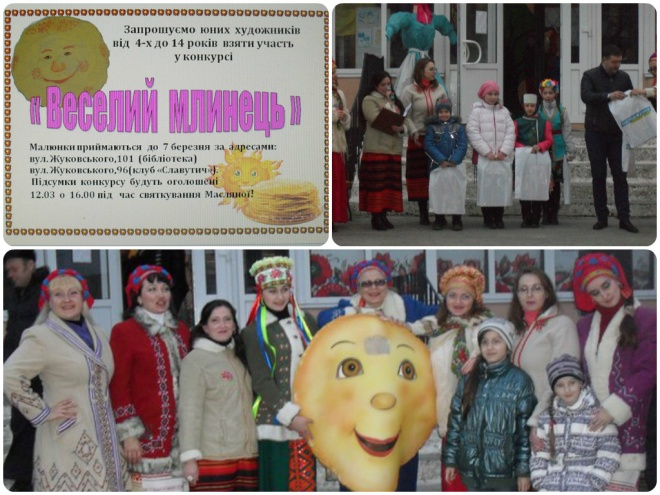 Запрошуємо юних художників
від 4-х до 14 років взяти участь
у конкурсі
« Веселий млинець »
Малюнки приймаються до 7 березня за адресами:
вул.Жуковського,101 (бібліотека)
вул.Жуковського,96(клуб «Славутич»).
Підсумки конкурсу будуть оголошені
12.03 о 16.00 під час святкування Масляної!